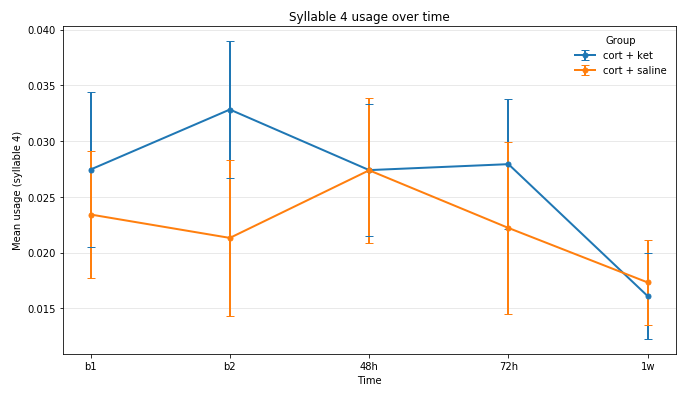 Syllable 4 usage over time
Group
cort + ket
cort + saline
Mean usage (syllable 4)
0.040
0.035
0.030
0.025
0.020
0.015
b1
b2
48h
72h
1w
Time